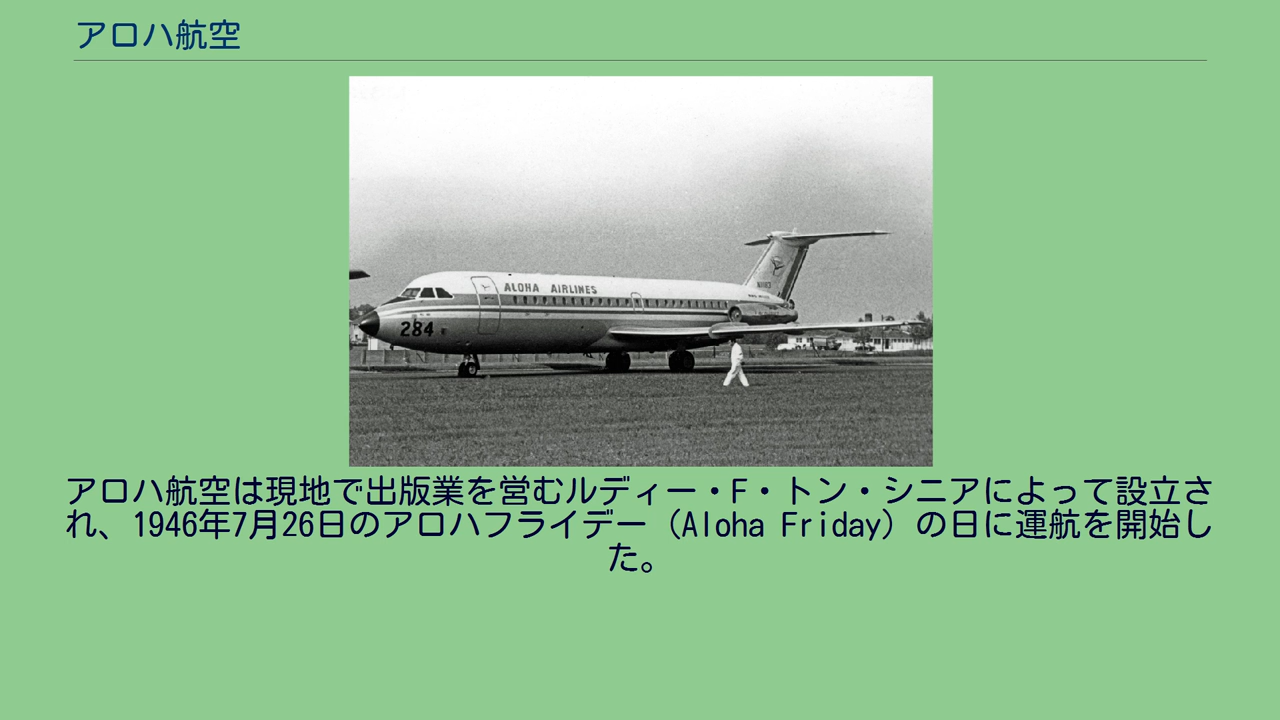 アロハ航空
ALOHA AIRLINES
284
アロハ航空は現地で出版業を営むルディー・F・トン・シニアによって設立さ
れ、1946年7月26日のアロハフライデー（Aloha Friday）の日に運航を開始し
た。